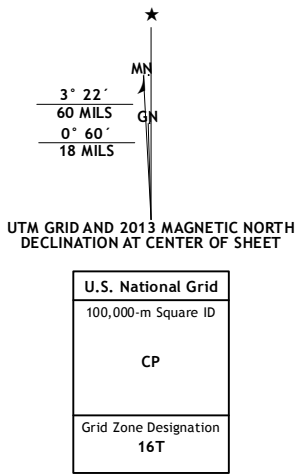 ★
MN
3° 22´
60 MILS
GN
0° 60´
18 MILS
UTM GRID AND 2013 MAGNETIC NORTH
DECLINATION AT CENTER OF SHEET
U.S. National Grid
100,000-m Square ID
CP
Grid Zone Designation
16T